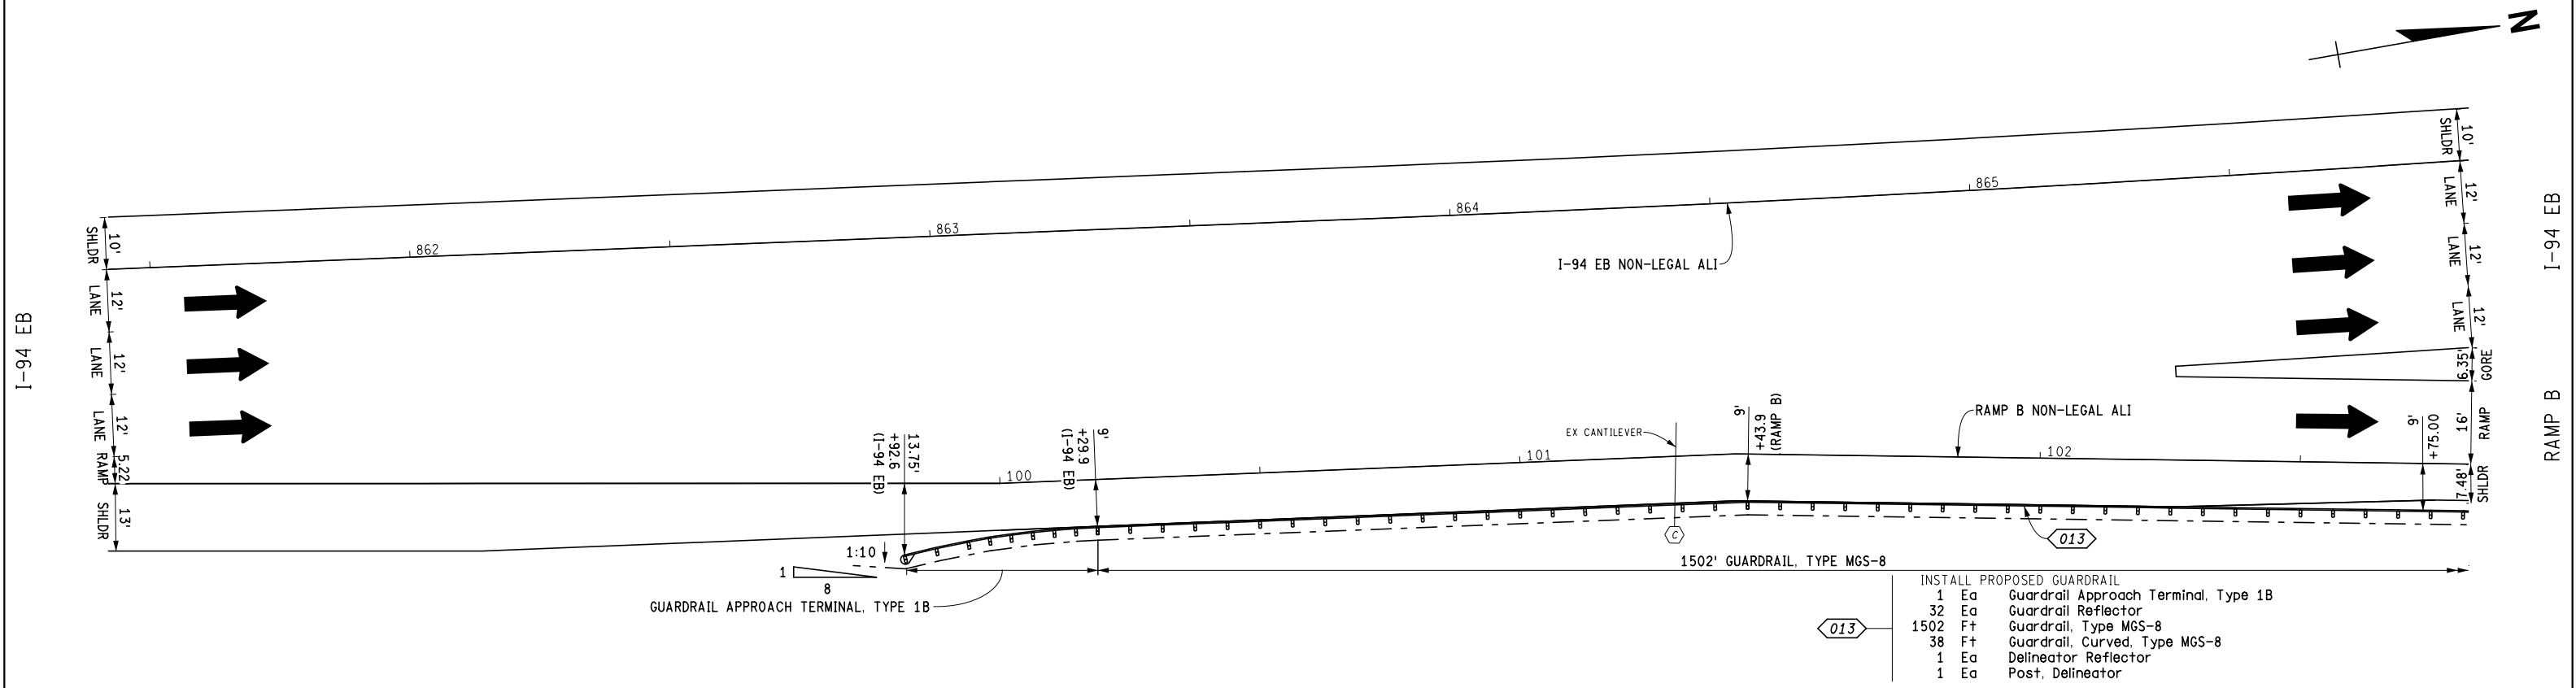 N
I-94 EB
10'
SHLDR
12'
LANE
12'
LANE
12'
LANE
5.22'
RAMP
13'
SHLDR
862
863
864
865
I-94 EB NON-LEGAL ALI
10'
SHLDR
12'
LANE
12'
LANE
12'
LANE
6.35'
GORE
16'
RAMP
7.48'
SHLDR
I-94 EB
RAMP B
13.75'
+92.6
(I-94 EB)
9'
+29.9
(I-94 EB)
100
101
102
EX CANTILEVER
9'
+43.9
(RAMP B)
RAMP B NON-LEGAL ALI
9'
+75.00
C
013
1:10
1
8
GUARDRAIL APPROACH TERMINAL, TYPE 1B
1502' GUARDRAIL, TYPE MGS-8
013
INSTALL PROPOSED GUARDRAIL
1 Ea Guardrail Approach Terminal, Type 1B
32 Ea Guardrail Reflector
1502 Ft Guardrail, Type MGS-8
38 Ft Guardrail, Curved, Type MGS-8
1 Ea Delineator Reflector
1 Ea Post, Delineator